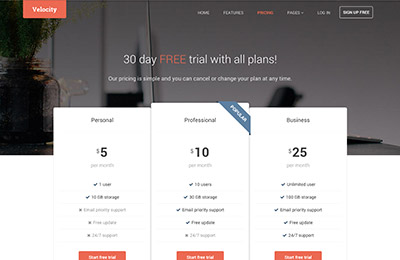 Velocity
HOME FEATURES PRICING PAGES LOG IN SIGN UP FREE
30 day FREE trial with all plans!
Our pricing is simple and you can cancel or change your plan at any time.
POPULAR
Personal
$5
per month
1 user
10 GB storage
Email priority support
Free update
24/7 support
Start free trial
Professional
$10
per month
10 users
90 GB storage
Email priority support
Free update
24/7 support
Start free trial
Business
$25
per month
Unlimited user
100 GB storage
Email priority support
Free update
24/7 support
Start free trial